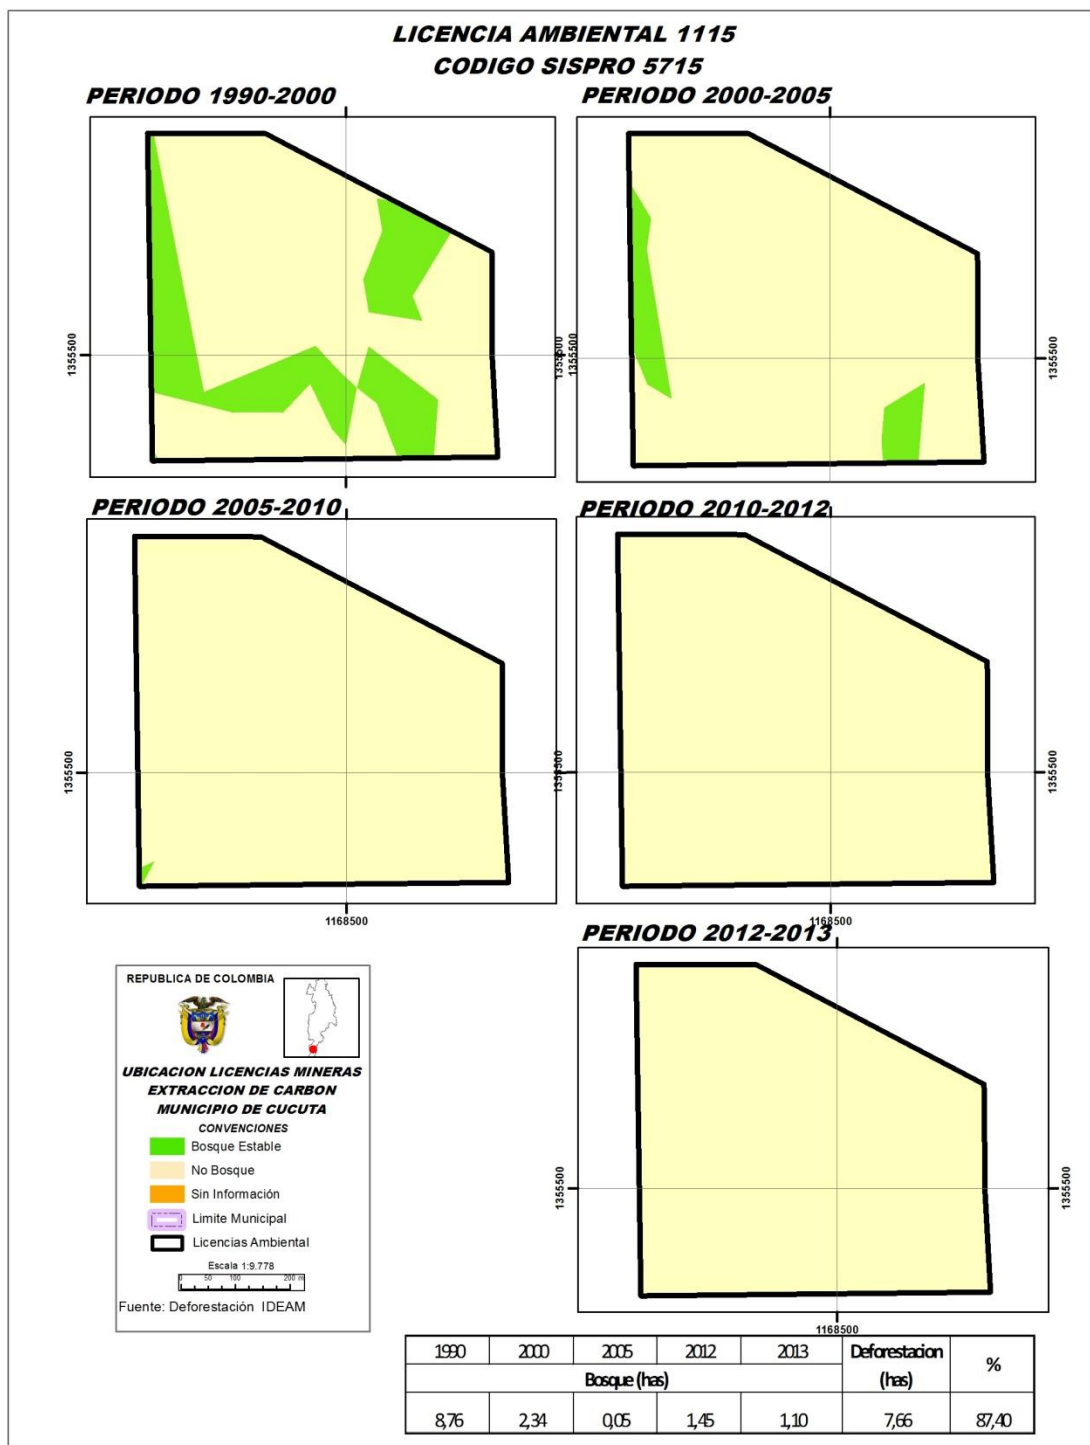 LICENCIA AMBIENTAL 1115
CODIGO SISPRO 5715
PERIODO 1990-2000
PERIODO 2000-2005
1355500
1355500
1355500
PERIODO 2005-2010
PERIODO 2010-2012
1355500
1355500
1355500
1168500
1168500
PERIODO 2012-2013
1355500
1355500
1168500
REPUBLICA DE COLOMBIA
UBICACION LICENCIAS MINERAS
EXTRACCION DE CARBON
MUNICIPIO DE CUCUTA
CONVENCIONES
Bosque Estable
No Bosque
Sin Información
Limite Municipal
Licencias Ambiental
Escala 1:9.778
0 50 100 200 m
Fuente: Deforestación IDEAM
1990 2000 2005 2012 2013 Deforestacion (has) %
Bosque (has)
8,76 2,34 0,05 1,45 1,10 7,66 87,40